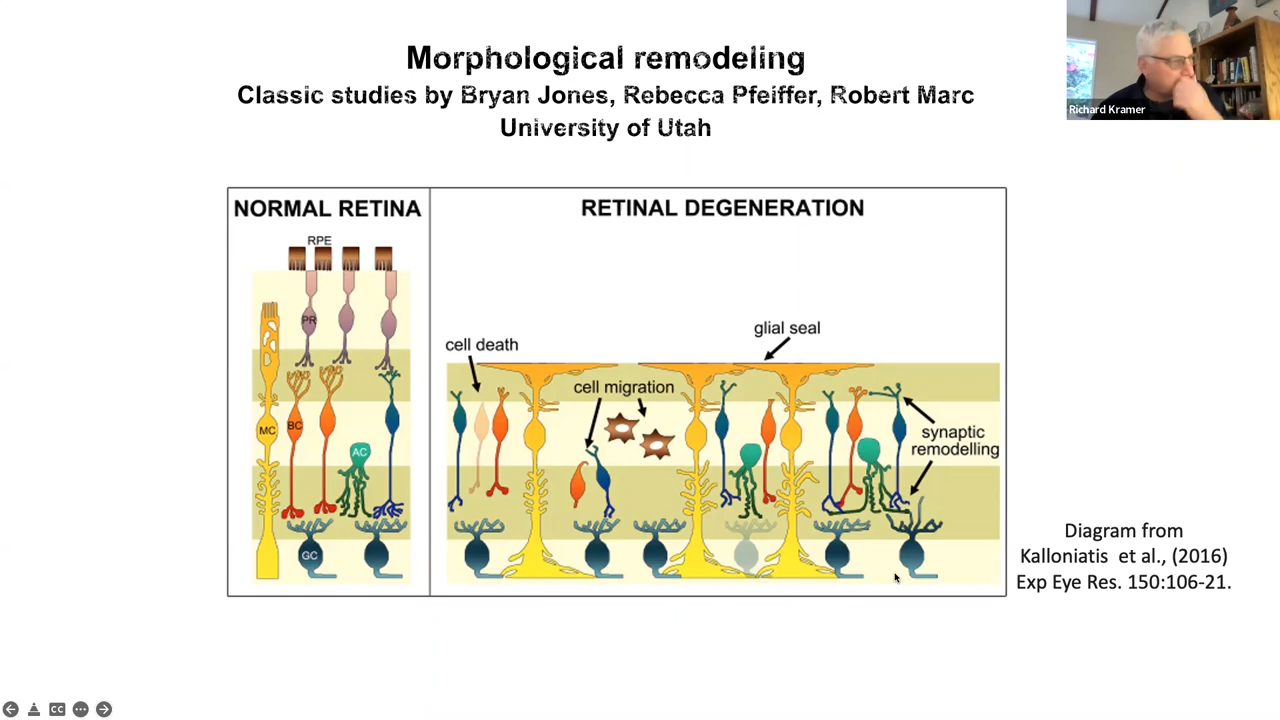 Morphological remodeling
Classic studies by Bryan Jones, Rebecca Pfeiffer, Robert Marc
University of Utah
Richard Kramer
NORMAL RETINA
RETINAL DEGENERATION
RPE
PR
MC
BC
AC
GC
cell death
glial seal
cell migration
synaptic
remodelling
Diagram from
Kalloniatis et al., (2016)
Exp Eye Res. 150:106-21.
CC